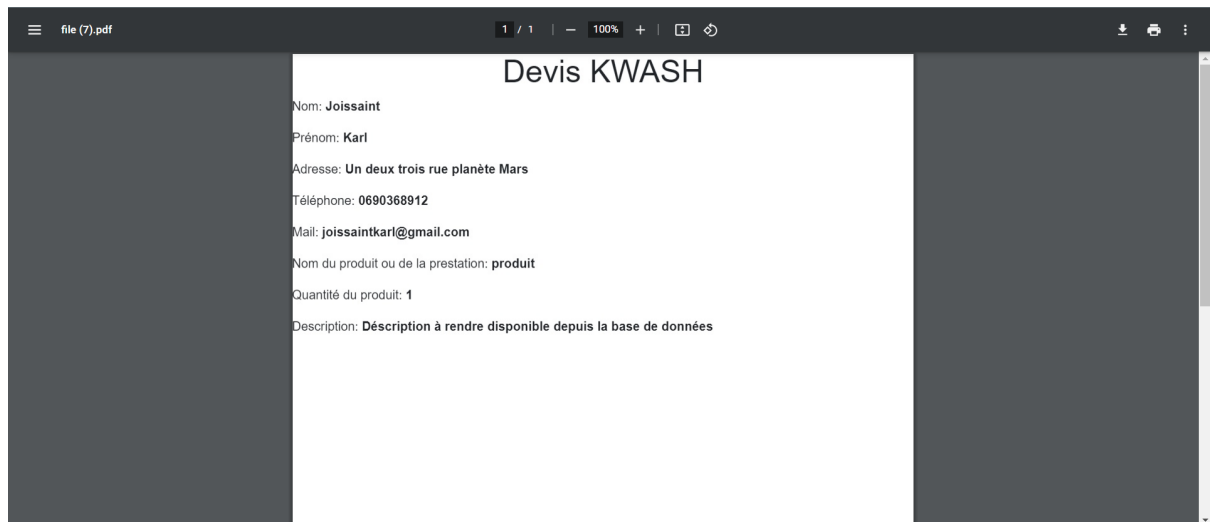 file (7).pdf
1 / 1
100%
Devis KWASH
Nom: Joissaint
Prénom: Karl
Adresse: Un deux trois rue planète Mars
Téléphone: 0690368912
Mail: joissaintkarl@gmail.com
Nom du produit ou de la prestation: produit
Quantité du produit: 1
Description: Déscription à rendre disponible depuis la base de données